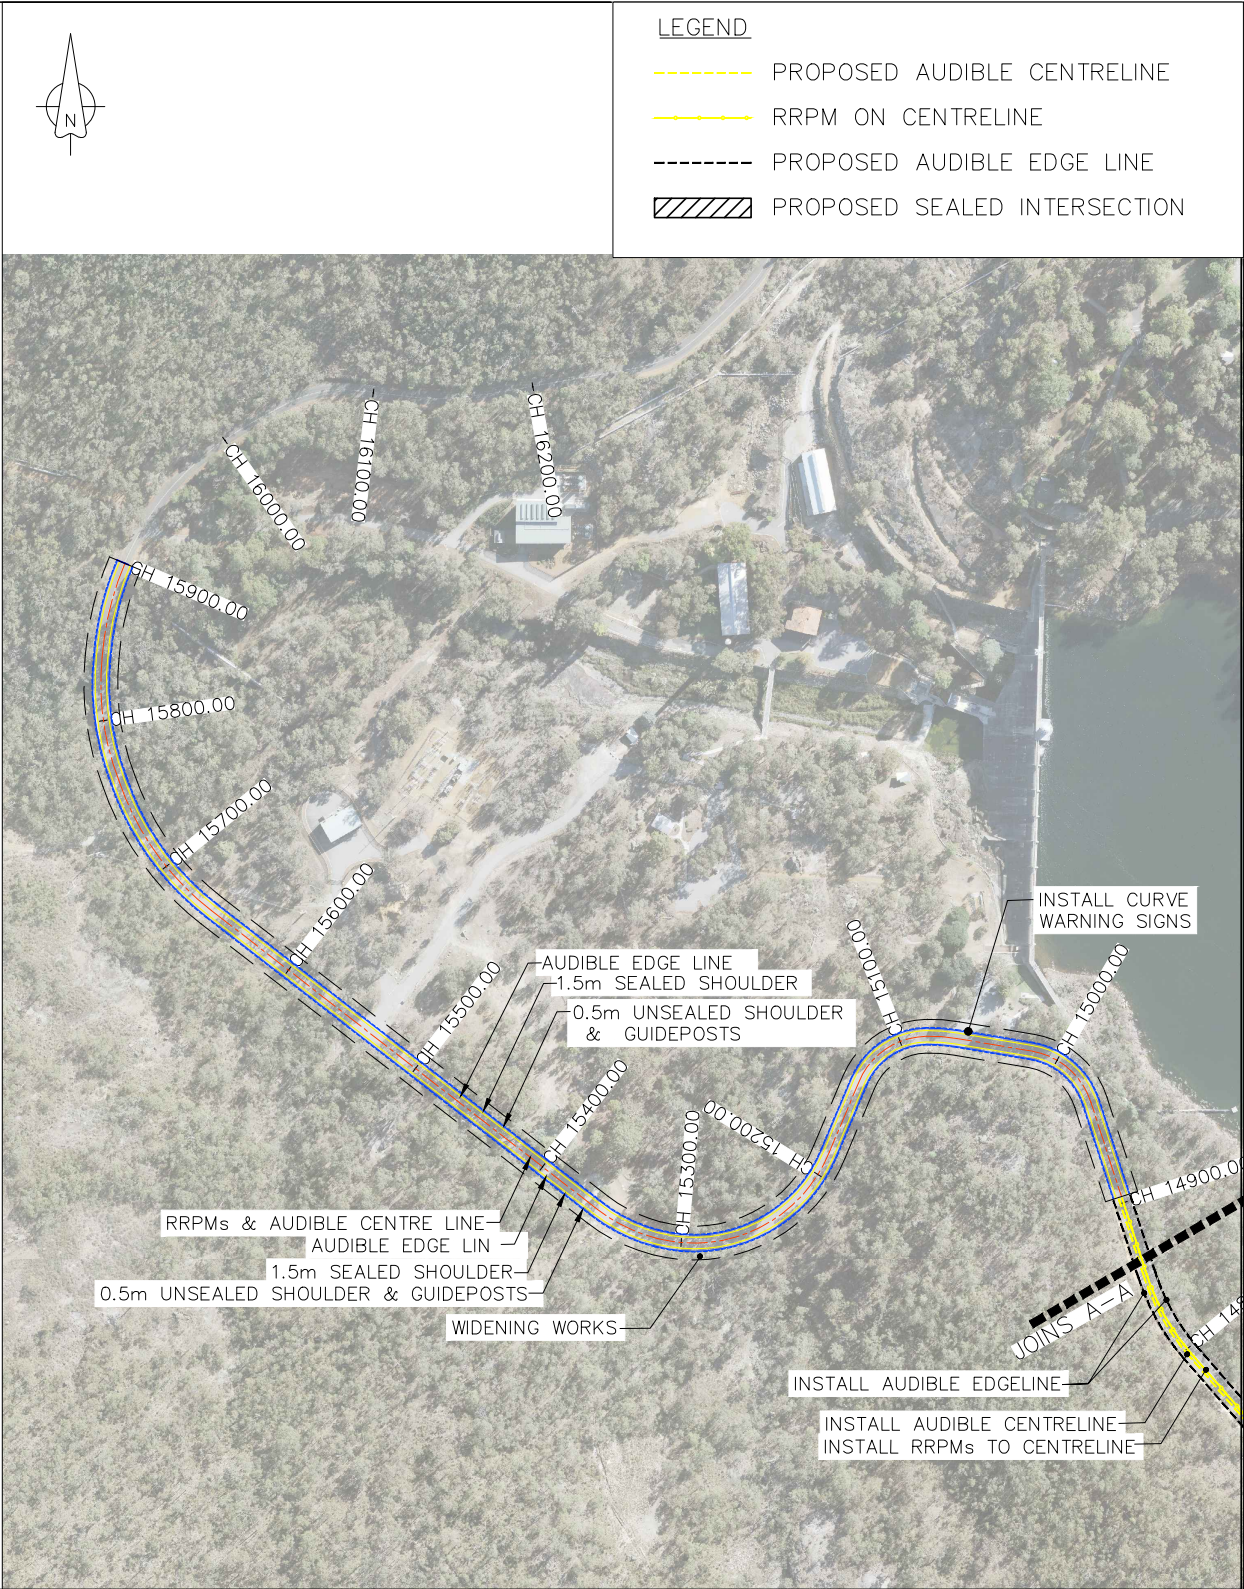 LEGEND
PROPOSED AUDIBLE CENTRELINE
RRPM ON CENTRELINE
PROPOSED AUDIBLE EDGE LINE
PROPOSED SEALED INTERSECTION
N
CH 16200.00
CH 16100.00
CH 16000.00
CH 15900.00
CH 15800.00
CH 15700.00
CH 15600.00
CH 15500.00
CH 15400.00
CH 15300.00
CH 15200.00
CH 15100.00
CH 15000.00
INSTALL CURVE
WARNING SIGNS
AUDIBLE EDGE LINE
1.5m SEALED SHOULDER
0.5m UNSEALED SHOULDER
& GUIDEPOSTS
CH 14900.0
RRPMs & AUDIBLE CENTRE LINE
AUDIBLE EDGE LIN
1.5m SEALED SHOULDER
0.5m UNSEALED SHOULDER & GUIDEPOSTS
WIDENING WORKS
JOINS A-A
CH 148
INSTALL AUDIBLE EDGELINE
INSTALL AUDIBLE CENTRELINE
INSTALL RRPMs TO CENTRELINE